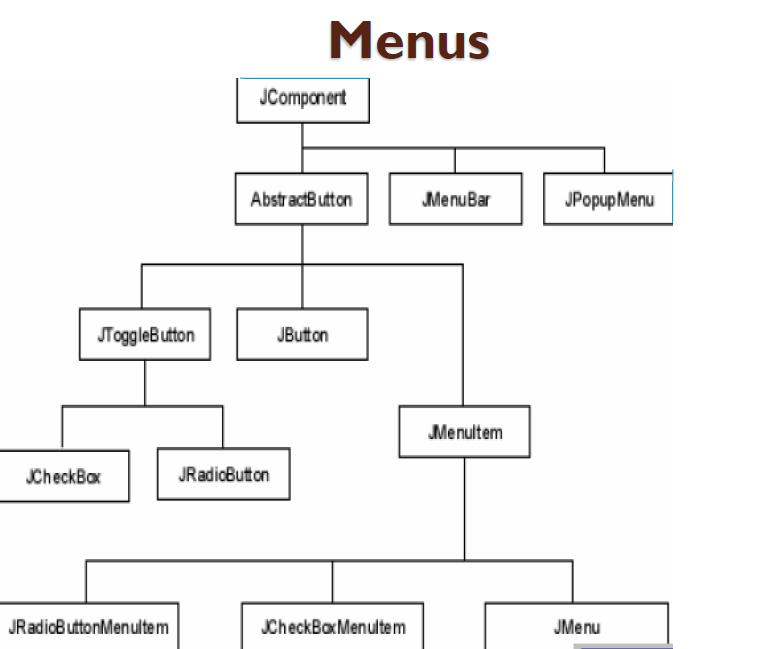 Menus
JComponent
AbstractButton
JMenuBar
JPopupMenu
JToggleButton
JButton
JMenuItem
JCheckBox
JRadioButton
JRadioButtonMenuItem
JCheckBoxMenuItem
JMenu